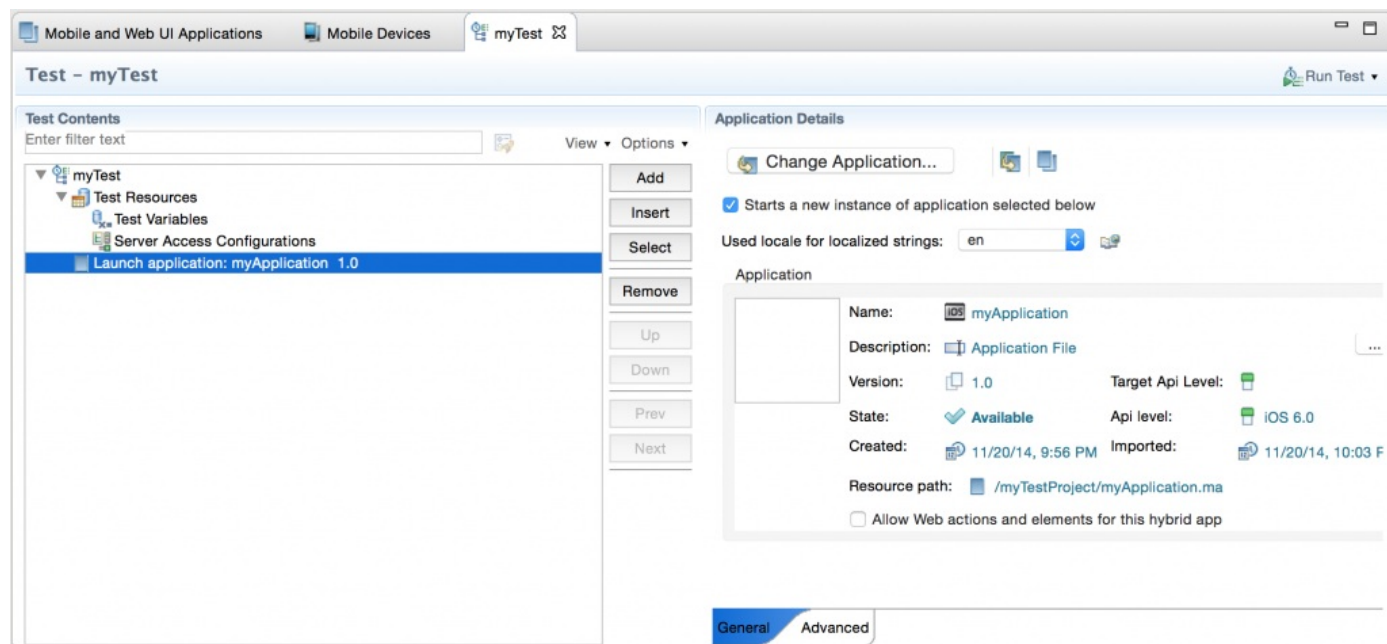 Mobile and Web UI Applications Mobile Devices myTest
Test - myTest Run Test
Test Contents
Enter filter text
View Options
myTest
Test Resources
Test Variables
Server Access Configurations
Launch application: myApplication 1.0
Add
Insert
Select
Remove
Up
Down
Prev
Next
Application Details
Change Application...
Starts a new instance of application selected below
Used locale for localized strings: en
Application
Name: iOS myApplication
Description: Application File ...
Version: 1.0 Target Api Level:
State: Available Api level: iOS 6.0
Created: 11/20/14, 9:56 PM Imported: 11/20/14, 10:03 P
Resource path: /myTestProject/myApplication.ma
Allow Web actions and elements for this hybrid app
General Advanced